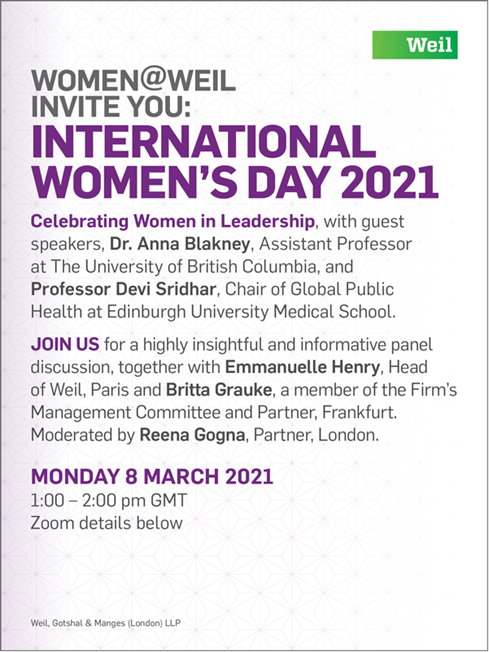 Weil
WOMEN@WEIL
INVITE YOU:
INTERNATIONAL
WOMEN'S DAY 2021
Celebrating Women in Leadership, with guest
speakers, Dr. Anna Blakney, Assistant Professor
at The University of British Columbia, and
Professor Devi Sridhar, Chair of Global Public
Health at Edinburgh University Medical School.
JOIN US for a highly insightful and informative panel
discussion, together with Emmanuelle Henry, Head
of Weil, Paris and Britta Grauke, a member of the Firm's
Management Committee and Partner, Frankfurt.
Moderated by Reena Gogna, Partner, London.
MONDAY 8 MARCH 2021
1:00 – 2:00 pm GMT
Zoom details below
Weil, Gotshal & Manges (London) LLP